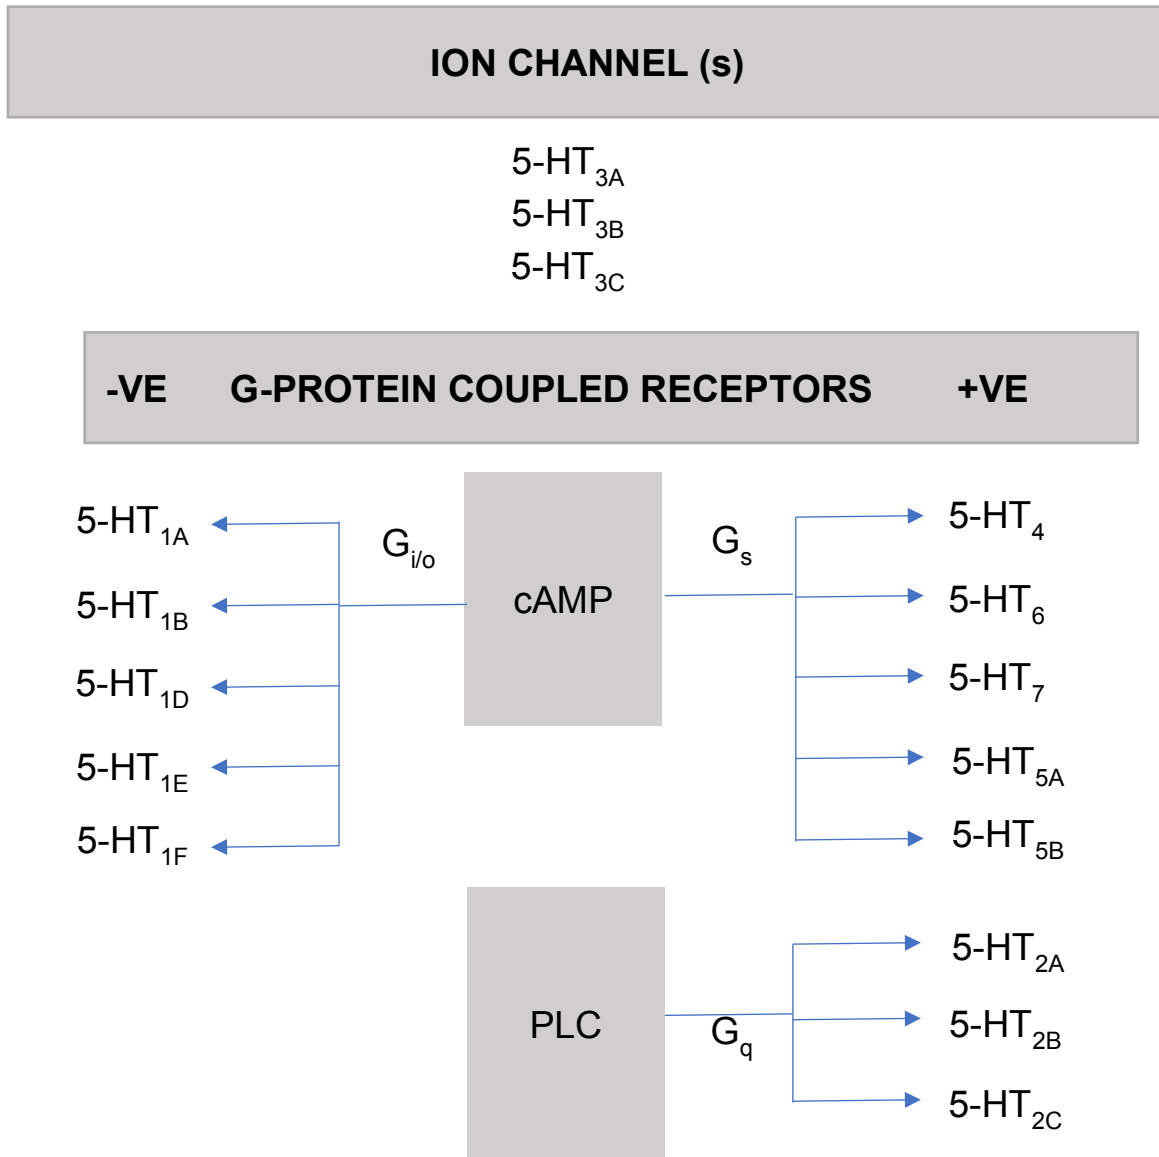 ION CHANNEL (s)
5-HT3A
5-HT3B
5-HT3C
-VE G-PROTEIN COUPLED RECEPTORS +VE
5-HT1A
5-HT1B
5-HT1D
5-HT1E
5-HT1F
Gi/o
cAMP
Gs
5-HT4
5-HT6
5-HT7
5-HT5A
5-HT5B
PLC
Gq
5-HT2A
5-HT2B
5-HT2C